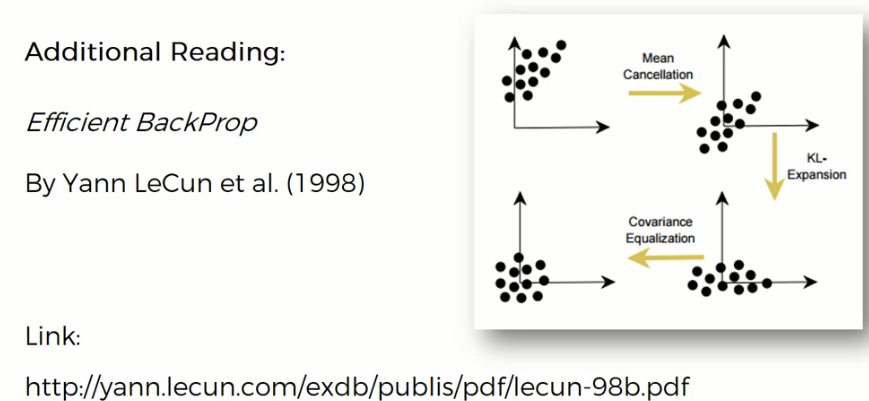 Additional Reading:
Efficient BackProp
By Yann LeCun et al. (1998)
Link:
http://yann.lecun.com/exdb/publis/pdf/lecun-98b.pdf
Mean
Cancellation
KL-
Expansion
Covariance
Equalization